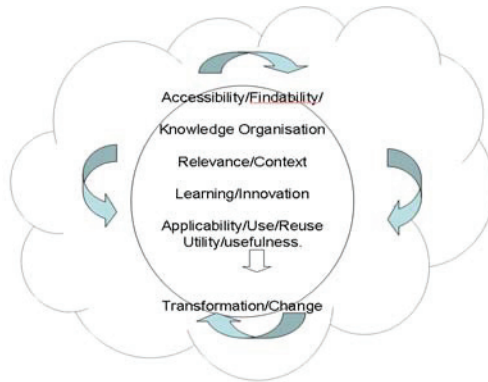 Accessibility/Findability/
Knowledge Organisation
Relevance/Context
Learning/Innovation
Applicability/Use/Reuse
Utility/usefulness.
Transformation/Change